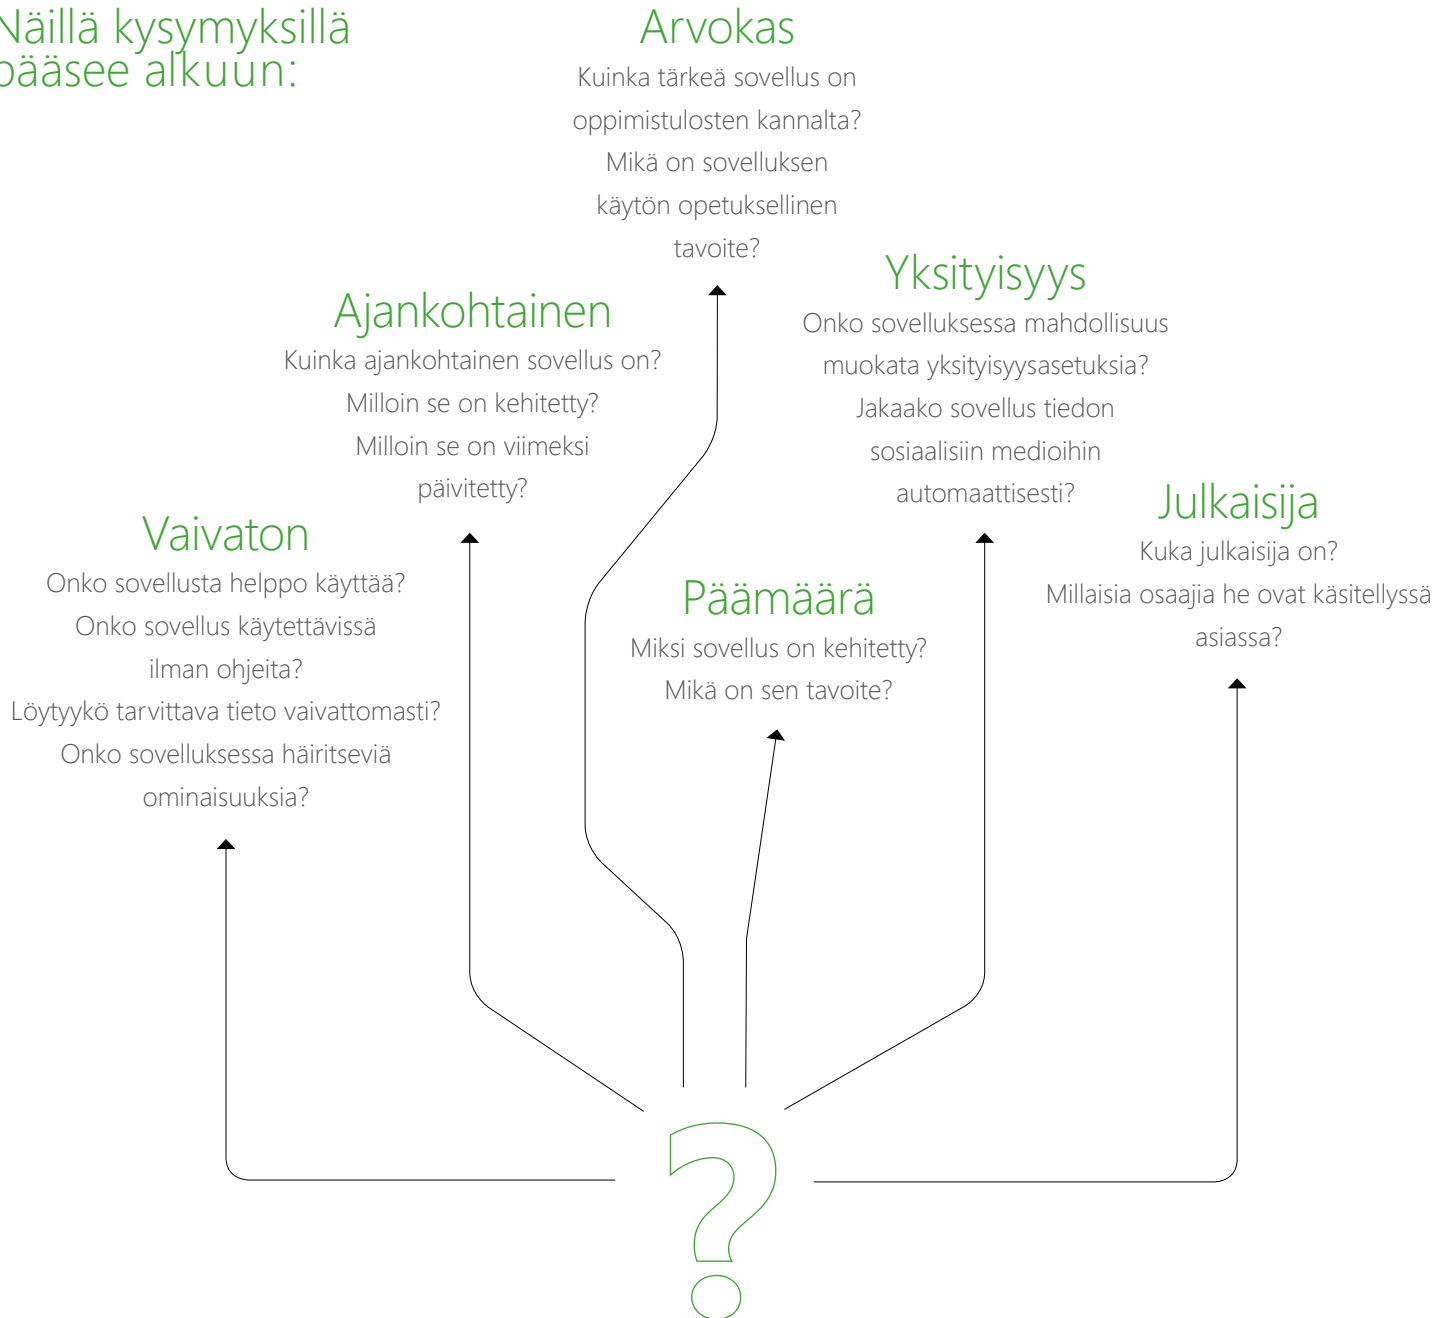 Näillä kysymyksillä
pääsee alkuun:
Arvokas
Kuinka tärkeä sovellus on
oppimistulosten kannalta?
Mikä on sovelluksen
käytön opetuksellinen
tavoite?
Yksityisyys
Onko sovelluksessa mahdollisuus
muokata yksityisyysasetuksia?
Jakaako sovellus tiedon
sosiaalisiin medioihin
automaattisesti?
Ajankohtainen
Kuinka ajankohtainen sovellus on?
Milloin se on kehitetty?
Milloin se on viimeksi
päivitetty?
Julkaisija
Kuka julkaisija on?
Millaisia osaajia he ovat käsitellyssä
asiassa?
Vaivaton
Onko sovellusta helppo käyttää?
Onko sovellus käytettävissä
ilman ohjeita?
Löytyykö tarvittava tieto vaivattomasti?
Onko sovelluksessa häiritseviä
ominaisuuksia?
Päämäärä
Miksi sovellus on kehitetty?
Mikä on sen tavoite?
?